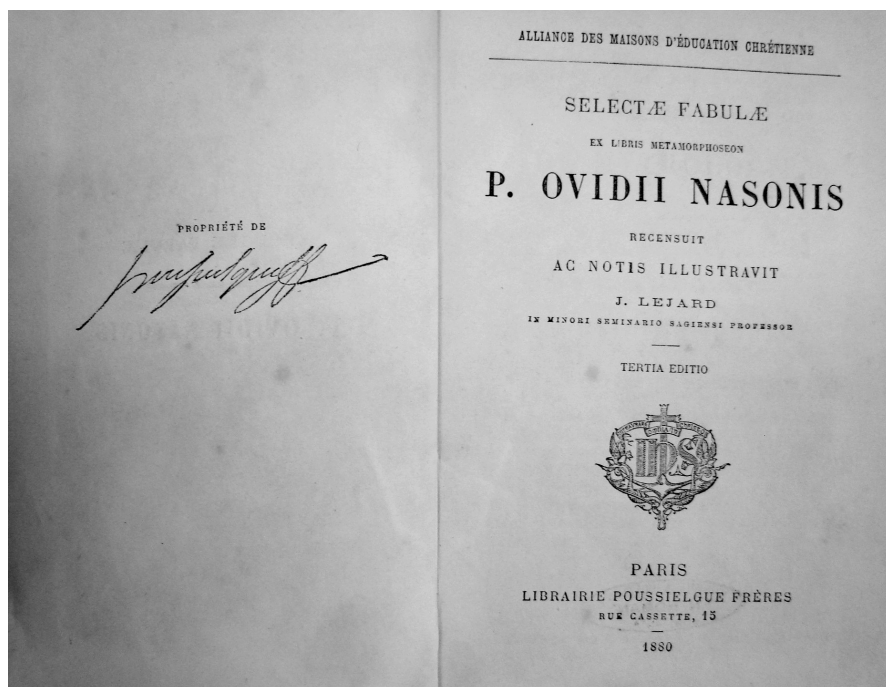 PROPRIÉTÉ DE
ALLIANCE DES MAISONS D'ÉDUCATION CHRÉTIENNE
SELECTÆ FABULÆ
EX LIBRIS METAMORPHOSEON
P. OVIDII NASONIS
RECENSUIT
AC NOTIS ILLUSTRAVIT
J. LEJARD
IN MINORI SEMINARIO SAGIENSI PROFESSOR
TERTIA EDITIO
IHS
PARIS
LIBRAIRIE POUSSIELGUE FRÈRES
RUE CASSETTE, 15
1880